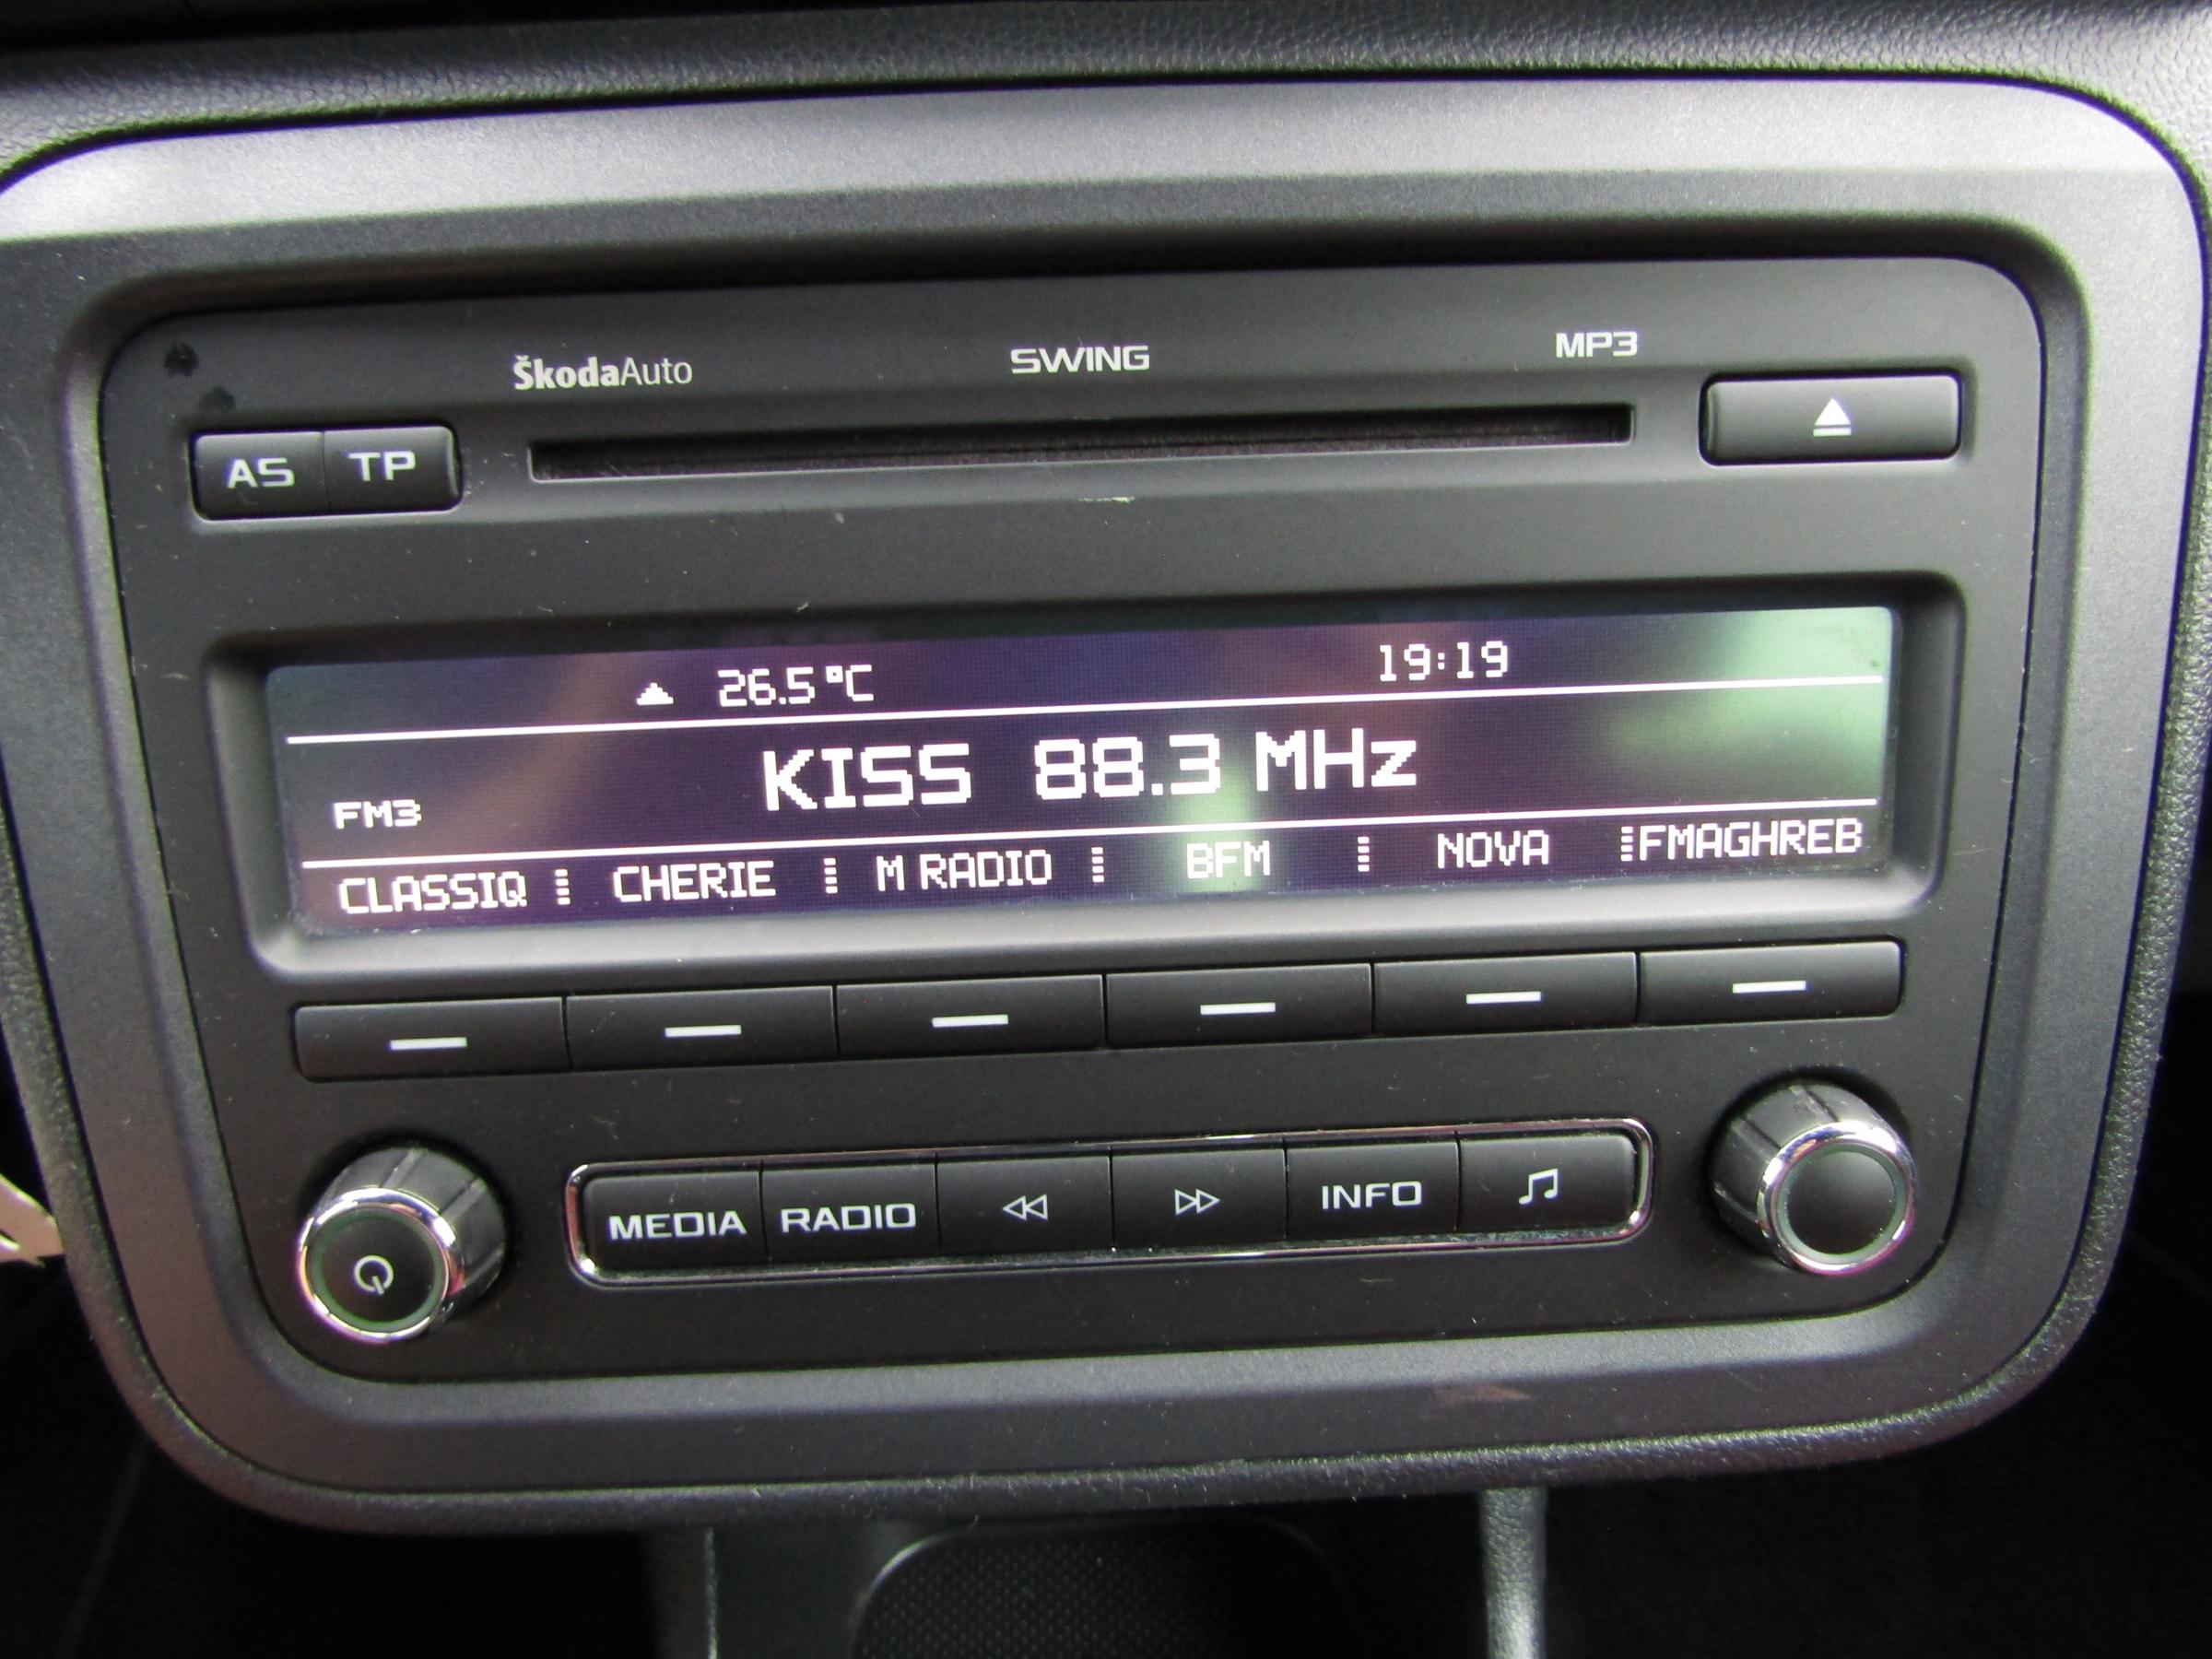 ŠkodaAuto SWING MP3
AS TP
26.5°C 19:19
KISS 88.3 MHz
FM3
CLASSIQ CHERIE M RADIO BFM NOVA FMAGHREB
MEDIA RADIO INFO